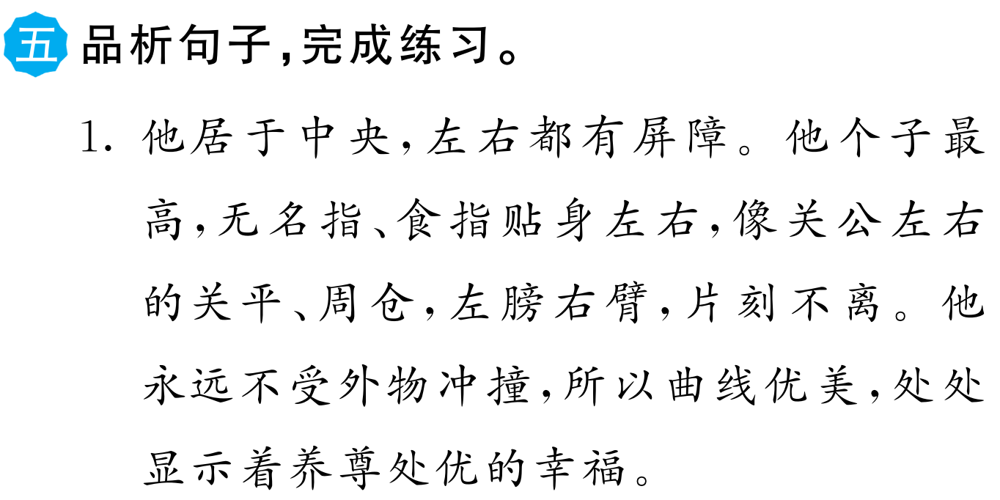 五 品析句子,完成练习。
1. 他居于中央,左右都有屏障。他个子最
高,无名指、食指贴身左右,像关公左右
的关平、周仓,左膀右臂,片刻不离。他
永远不受外物冲撞,所以曲线优美,处处
显示着养尊处优的幸福。